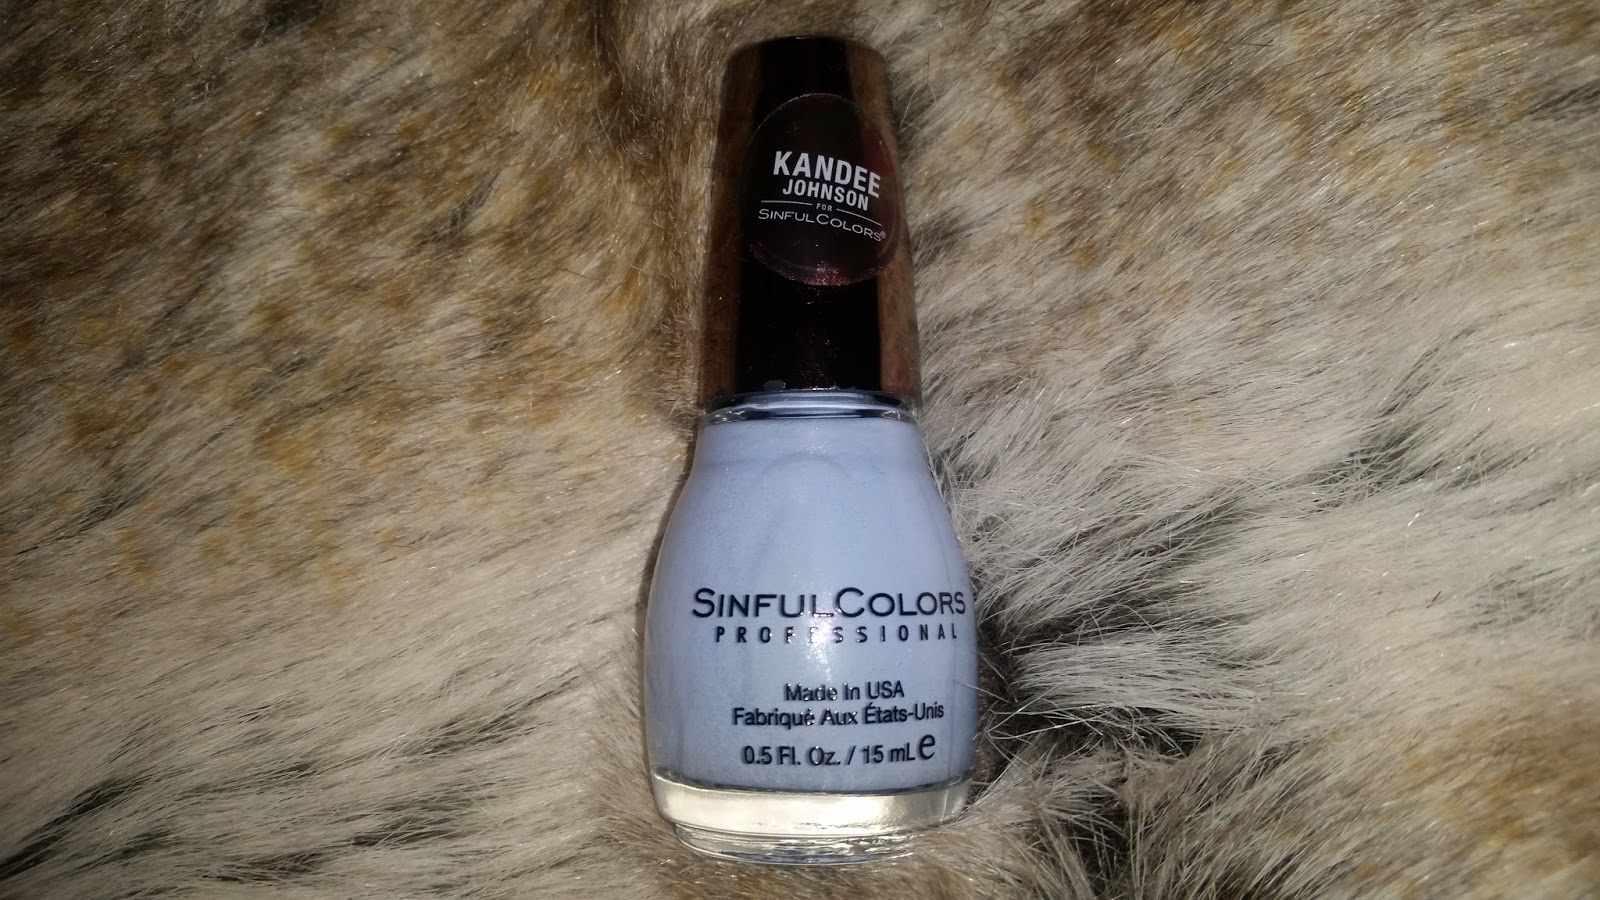 KANDEE
JOHNSON
FOR
SINFULCOLORS®
SINFULCOLORS
PROFESSIONAL
Made In USA
Fabriqué Aux États-Unis
0.5 Fl. Oz. / 15 mL e